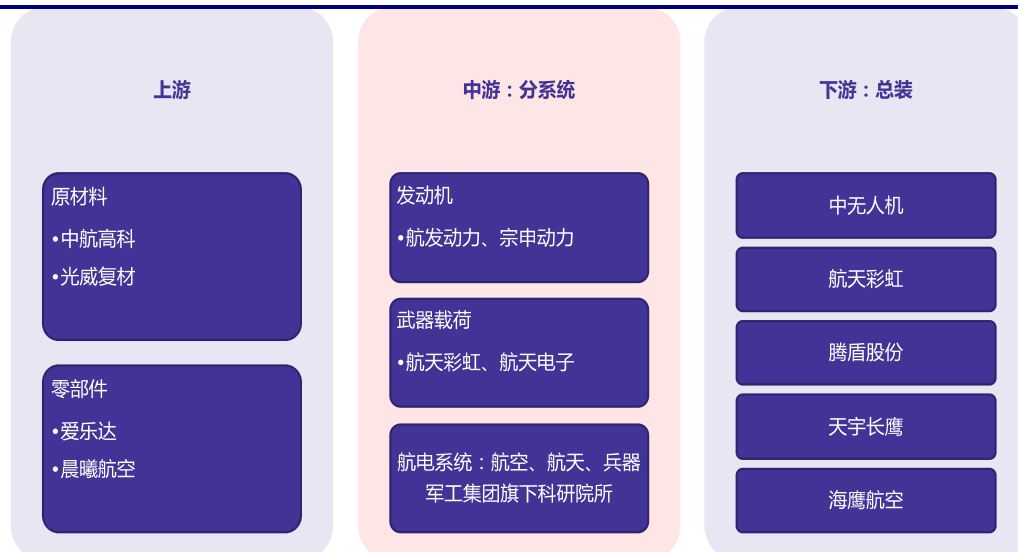 上游
原材料
•中航高科
•光威复材
零部件
•爱乐达
•晨曦航空
中游：分系统
发动机
•航发动力、宗申动力
武器载荷
•航天彩虹、航天电子
航电系统：航空、航天、兵器
军工集团旗下科研院所
下游：总装
中无人机
航天彩虹
腾盾股份
天宇长鹰
海鹰航空